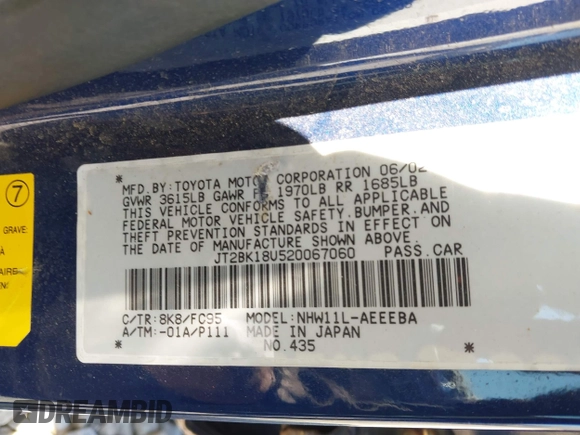 7
GRAVE:
À
AIRES
MFD.BY:TOYOTA MOTOR CORPORATION 06/02
GVWR 3615LB GAWR FR 1970LB RR 1685LB
THIS VEHICLE CONFORMS TO ALL APPLICABLE
FEDERAL MOTOR VEHICLE SAFETY,BUMPER,AND
THEFT PREVENTION STANDARDS IN EFFECT ON
THE DATE OF MANUFACTURE SHOWN ABOVE.
JT2BK18U520067060 PASS.CAR
C/TR:8K8/FC95 MODEL:NHW11L-AEEEBA
A/TM:-01A/P111 MADE IN JAPAN
* NO.435 *
DREAMBID